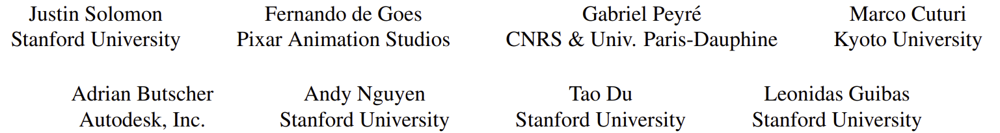 Justin Solomon Fernando de Goes Gabriel Peyré Marco Cuturi
Stanford University Pixar Animation Studios CNRS & Univ. Paris-Dauphine Kyoto University
Adrian Butscher Andy Nguyen Tao Du Leonidas Guibas
Autodesk, Inc. Stanford University Stanford University Stanford University